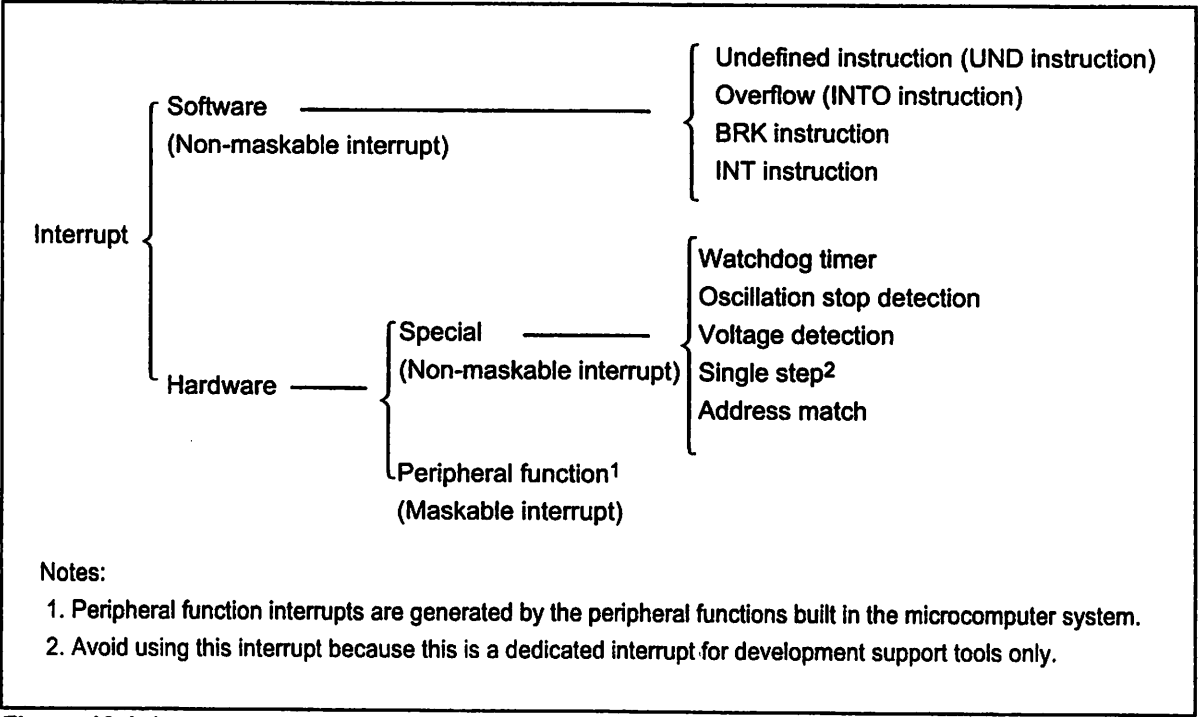 Undefined instruction (UND instruction)
Software
Overflow (INTO instruction)
(Non-maskable interrupt)
BRK instruction
INT instruction
Interrupt
Watchdog timer
Oscillation stop detection
Special
Voltage detection
(Non-maskable interrupt)
Single step2
Hardware
Address match
Peripheral function1
(Maskable interrupt)
Notes:
1. Peripheral function interrupts are generated by the peripheral functions built in the microcomputer system.
2. Avoid using this interrupt because this is a dedicated interrupt for development support tools only.